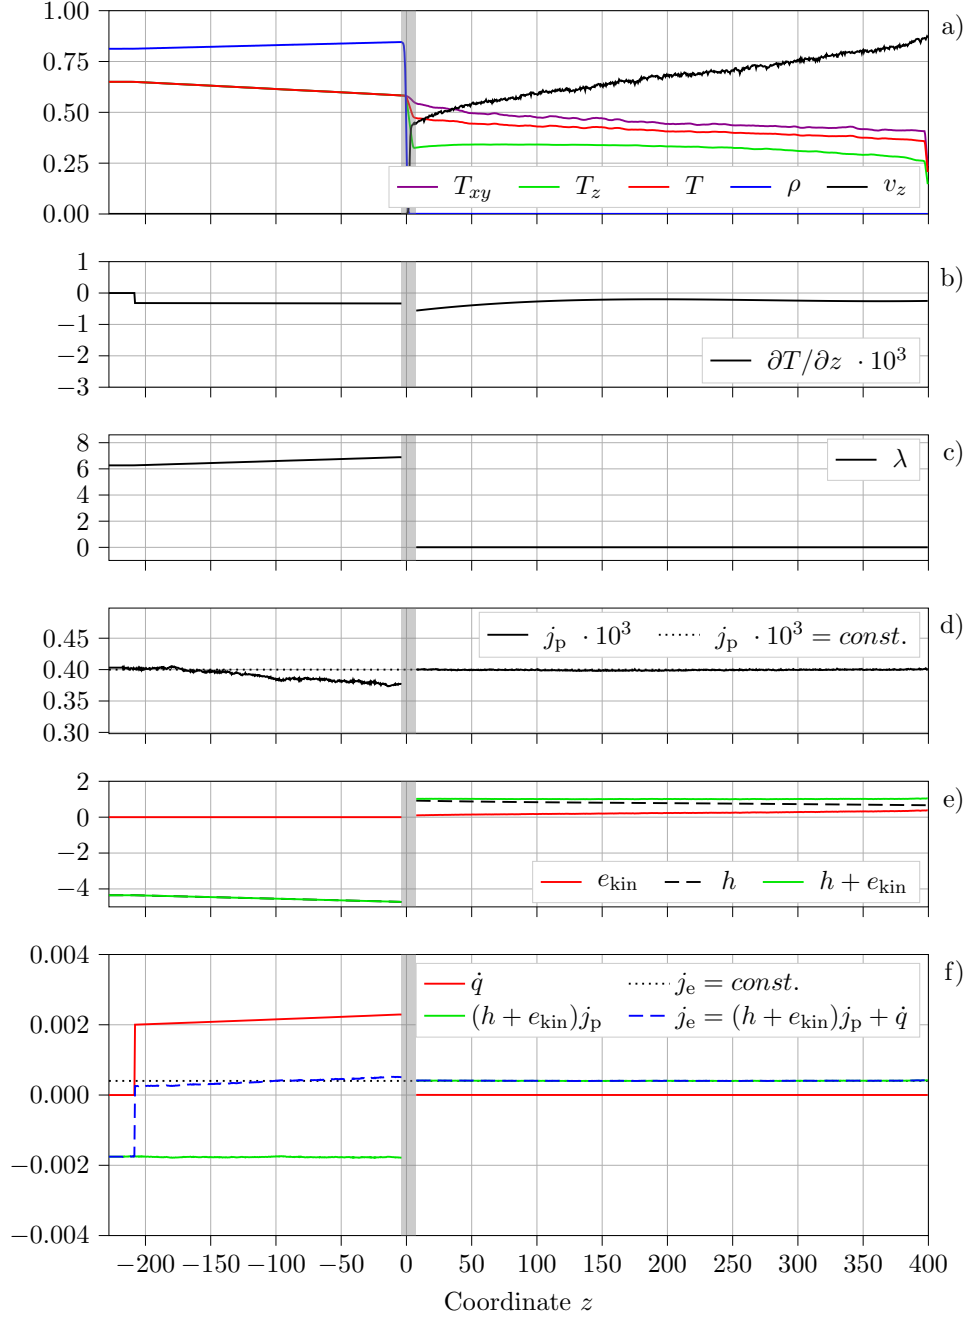 1.00
a)
0.75
0.50
0.25
T_xy T_z T ρ v_z
0.00
1
b)
0
−1
−2
∂T/∂z · 10³
−3
8
c)
λ
6
4
2
0
d)
0.45
j_p · 10³ j_p · 10³ = const.
0.40
0.35
0.30
2
e)
0
−2
−4
e_kin h h + e_kin
0.004
f)
q̇ j_e = const.
0.002
(h + e_kin)j_p j_e = (h + e_kin)j_p + q̇
0.000
−0.002
−0.004
−200 −150 −100 −50 0 50 100 150 200 250 300 350 400
Coordinate z